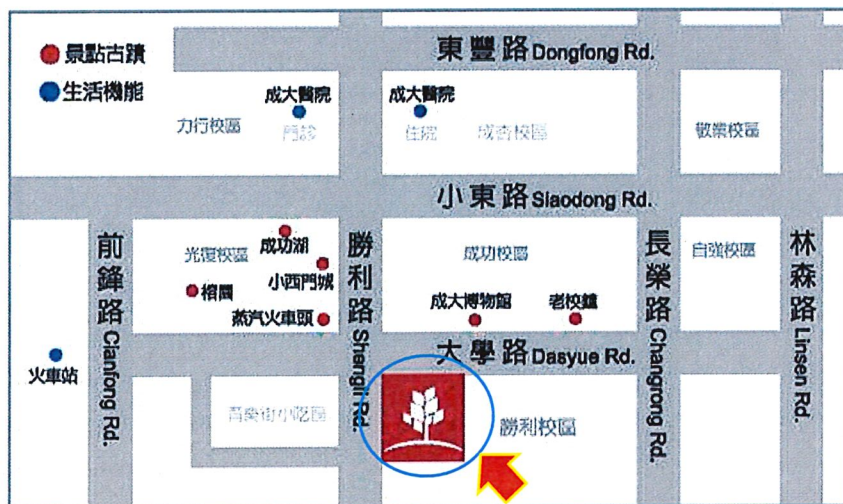 景點古蹟
生活機能
東豐路 Dongfong Rd.
成大醫院
門診
成大醫院
住院
力行校區
成杏校區
敬業校區
小東路 Siaodong Rd.
前鋒路 Cianfong Rd.
光復校區
成功湖
小西門城
榕園
蒸汽火車頭
勝利路 Shangli Rd.
成功校區
成大博物館
老校鐘
長榮路 Changrong Rd.
自強校區
林森路 Linsen Rd.
大學路 Dasyue Rd.
火車站
育樂街小吃區
勝利校區